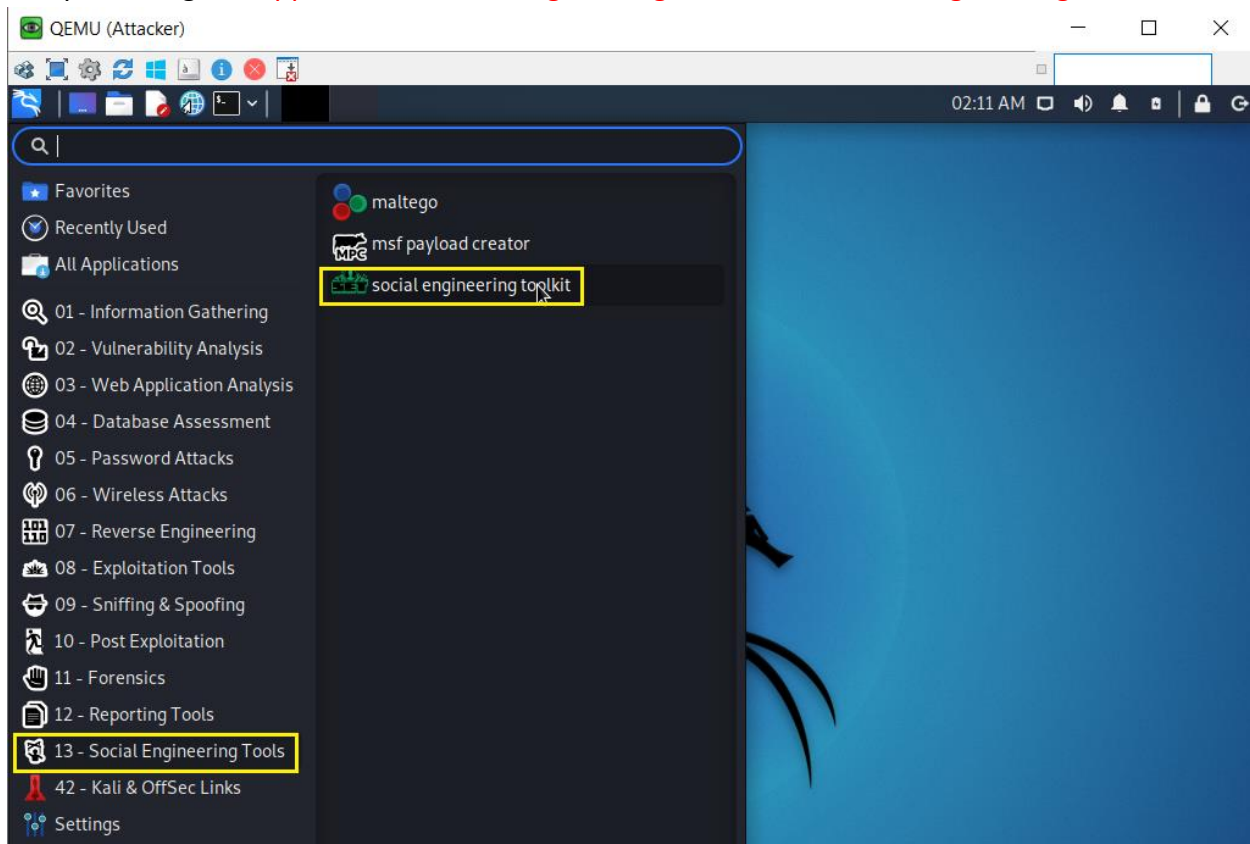 QEMU (Attacker)
02:11 AM
Favorites
Recently Used
All Applications
01 - Information Gathering
02 - Vulnerability Analysis
03 - Web Application Analysis
04 - Database Assessment
05 - Password Attacks
06 - Wireless Attacks
07 - Reverse Engineering
08 - Exploitation Tools
09 - Sniffing & Spoofing
10 - Post Exploitation
11 - Forensics
12 - Reporting Tools
13 - Social Engineering Tools
42 - Kali & OffSec Links
Settings
maltego
MPC
msf payload creator
SET
social engineering toolkit